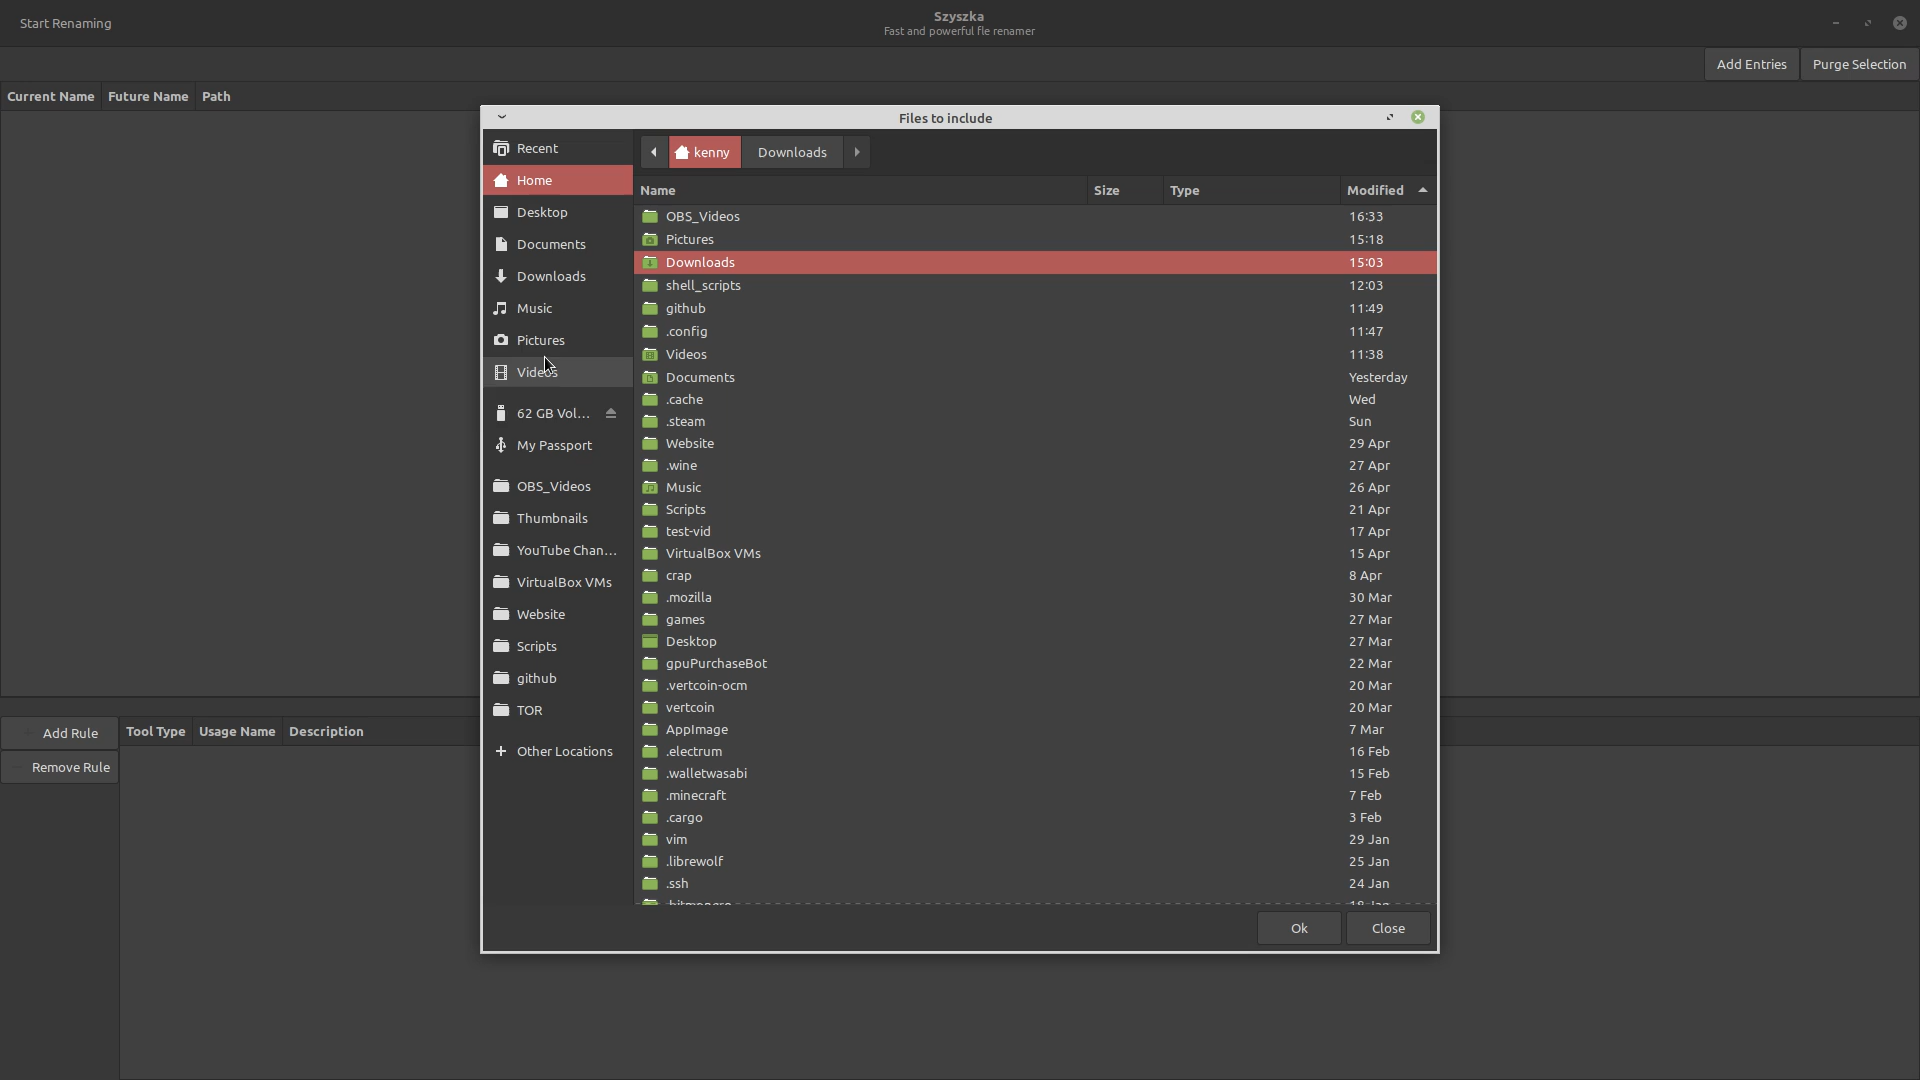 Start Renaming
Szyszka
Fast and powerful fle renamer
Add Entries Purge Selection
Current Name Future Name Path
Files to include
Recent
Home
Desktop
Documents
Downloads
Music
Pictures
Videos
62 GB Vol...
My Passport
OBS_Videos
Thumbnails
YouTube Chan...
VirtualBox VMs
Website
Scripts
github
TOR
Other Locations
kenny Downloads
Name Size Type Modified
OBS_Videos 16:33
Pictures 15:18
Downloads 15:03
shell_scripts 12:03
github 11:49
.config 11:47
Videos 11:38
Documents Yesterday
.cache Wed
.steam Sun
Website 29 Apr
.wine 27 Apr
Music 26 Apr
Scripts 21 Apr
test-vid 17 Apr
VirtualBox VMs 15 Apr
crap 8 Apr
.mozilla 30 Mar
games 27 Mar
Desktop 27 Mar
gpuPurchaseBot 22 Mar
.vertcoin-ocm 20 Mar
vertcoin 20 Mar
AppImage 7 Mar
.electrum 16 Feb
.walletwasabi 15 Feb
.minecraft 7 Feb
.cargo 3 Feb
vim 29 Jan
.librewolf 25 Jan
.ssh 24 Jan
Ok Close
Add Rule
Remove Rule
Tool Type Usage Name Description